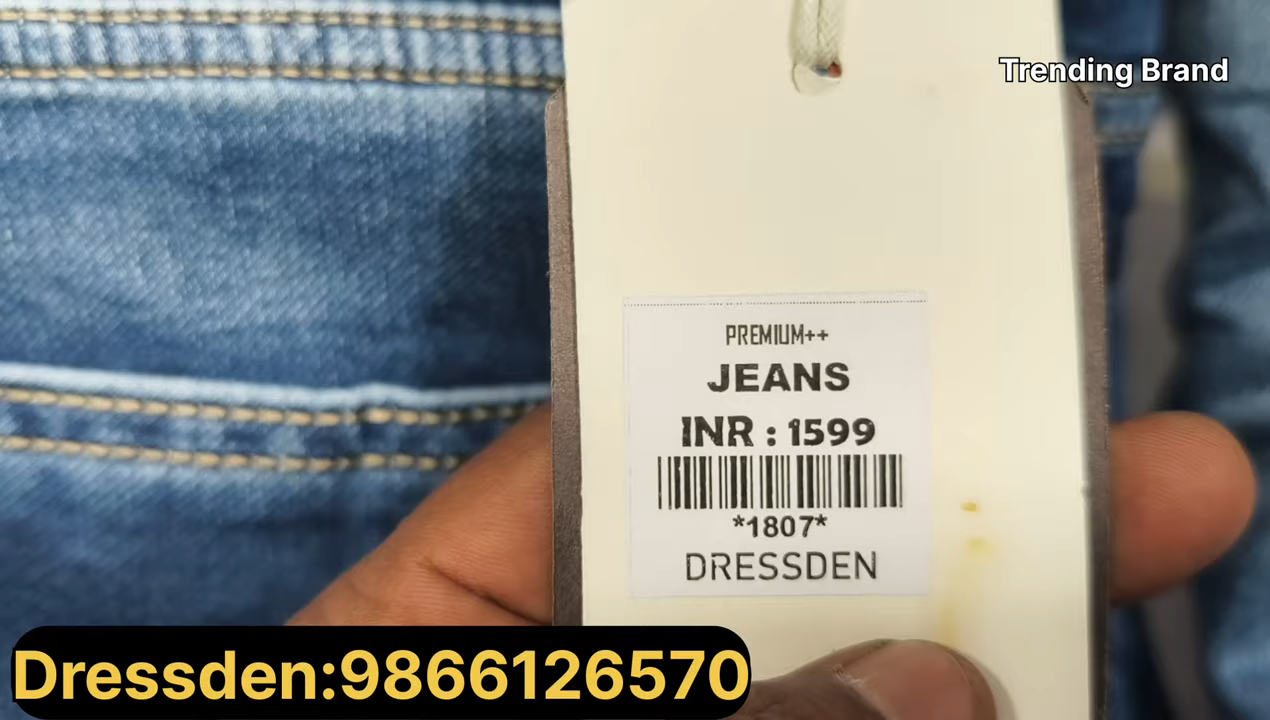 Trending Brand
PREMIUM++
JEANS
INR : 1599
*1807*
DRESSDEN
Dressden:9866126570